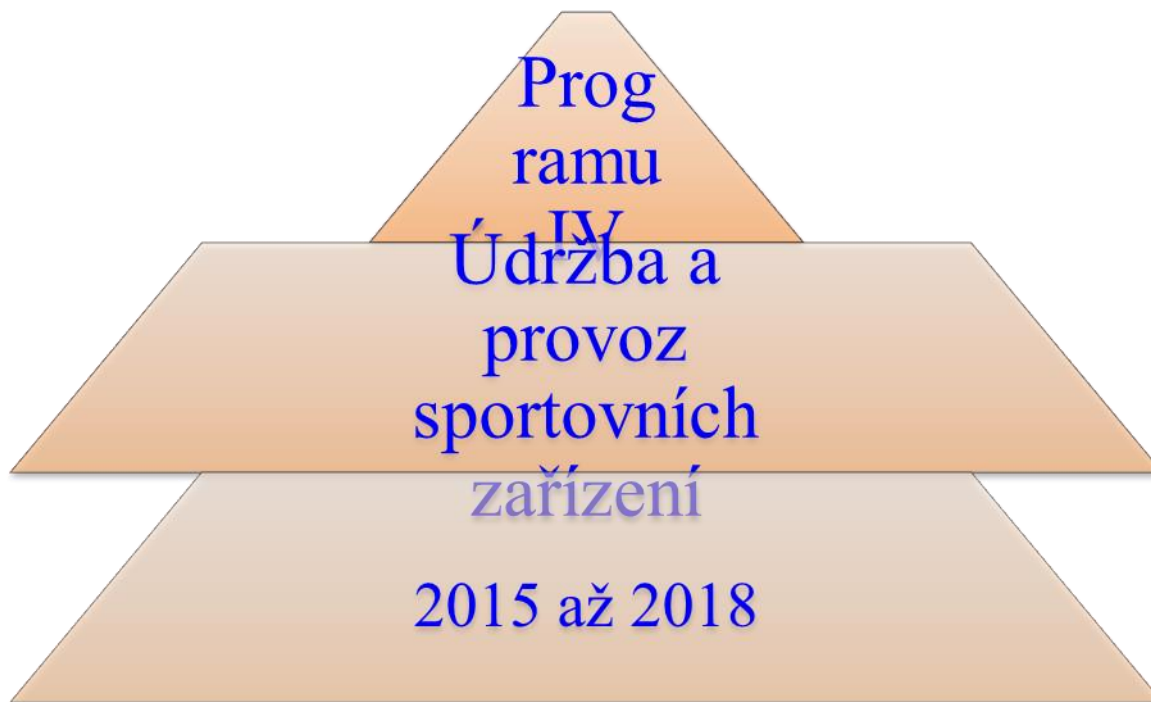 Prog
ramu
IV
Údržba a
provoz
sportovních
zařízení
2015 až 2018